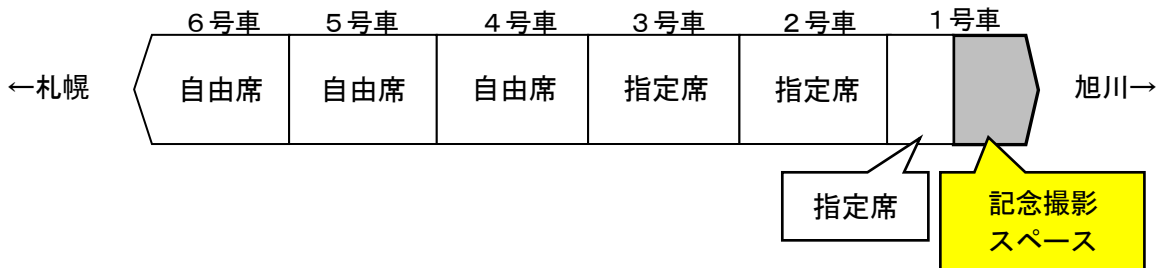 6号車 5号車 4号車 3号車 2号車 1号車
←札幌 自由席 自由席 自由席 指定席 指定席 旭川→
指定席
記念撮影
スペース